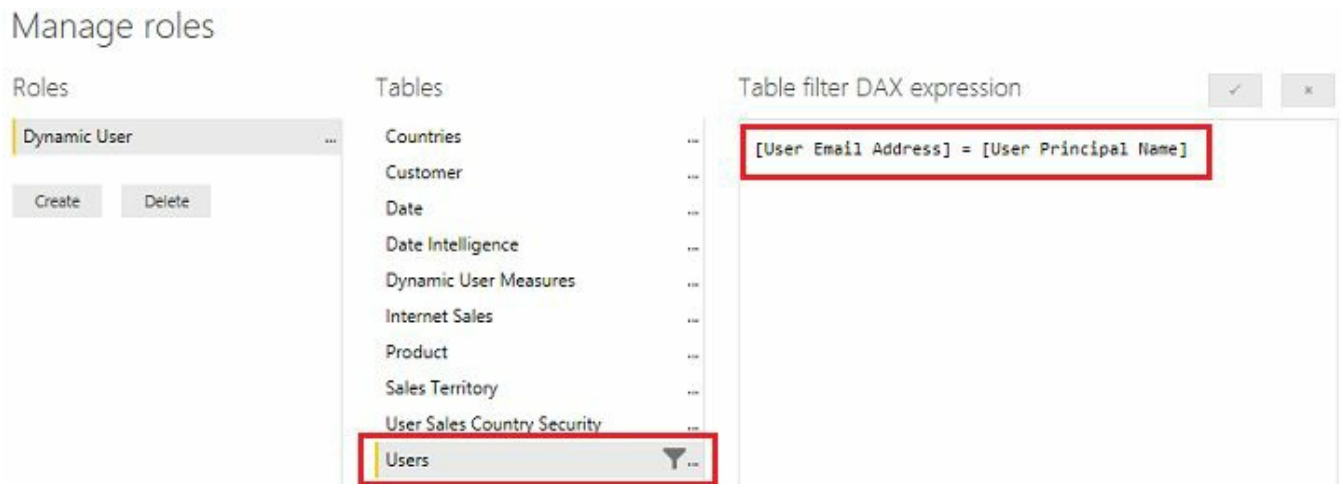 Manage roles
Roles
Tables
Table filter DAX expression
Dynamic User ...
Create Delete
Countries ...
Customer ...
Date ...
Date Intelligence ...
Dynamic User Measures ...
Internet Sales ...
Product ...
Sales Territory ...
User Sales Country Security ...
Users ...
[User Email Address] = [User Principal Name]